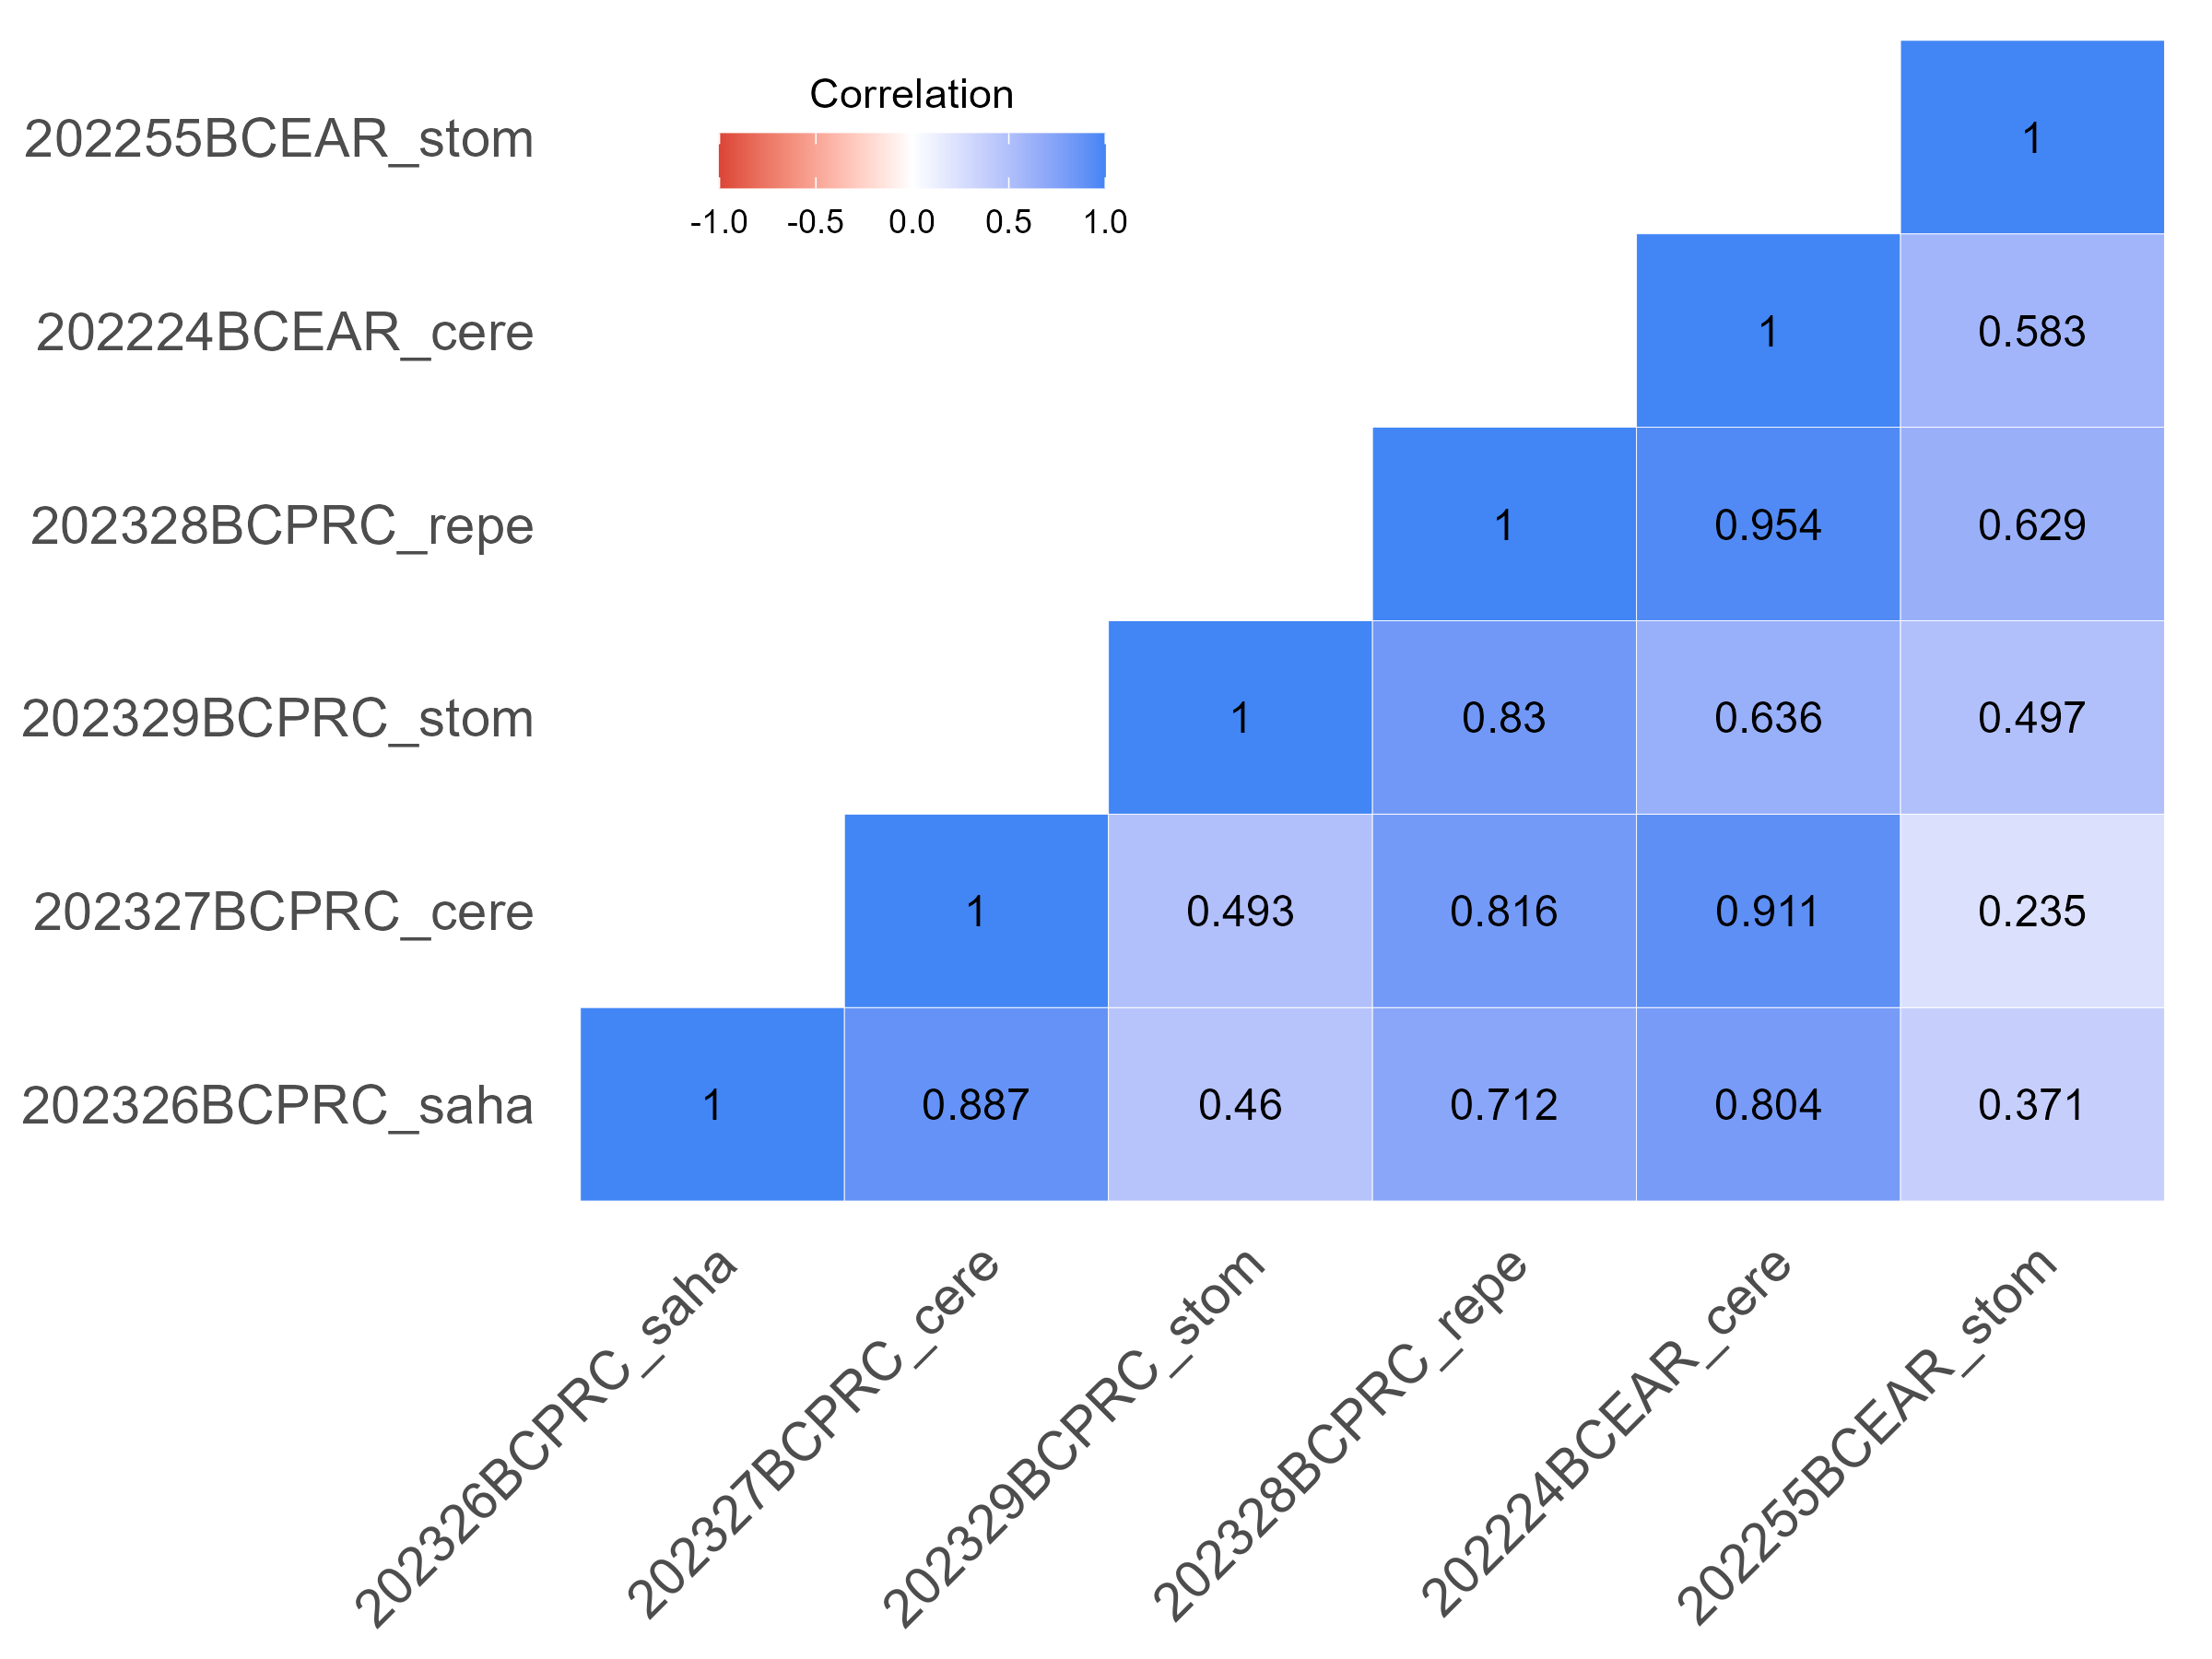 Correlation
-1.0 -0.5 0.0 0.5 1.0
202255BCEAR_stom 1
202224BCEAR_cere 1 0.583
202328BCPRC_repe 1 0.954 0.629
202329BCPRC_stom 1 0.83 0.636 0.497
202327BCPRC_cere 1 0.493 0.816 0.911 0.235
202326BCPRC_saha 1 0.887 0.46 0.712 0.804 0.371
202326BCPRC_saha
202327BCPRC_cere
202329BCPRC_stom
202328BCPRC_repe
202224BCEAR_cere
202255BCEAR_stom